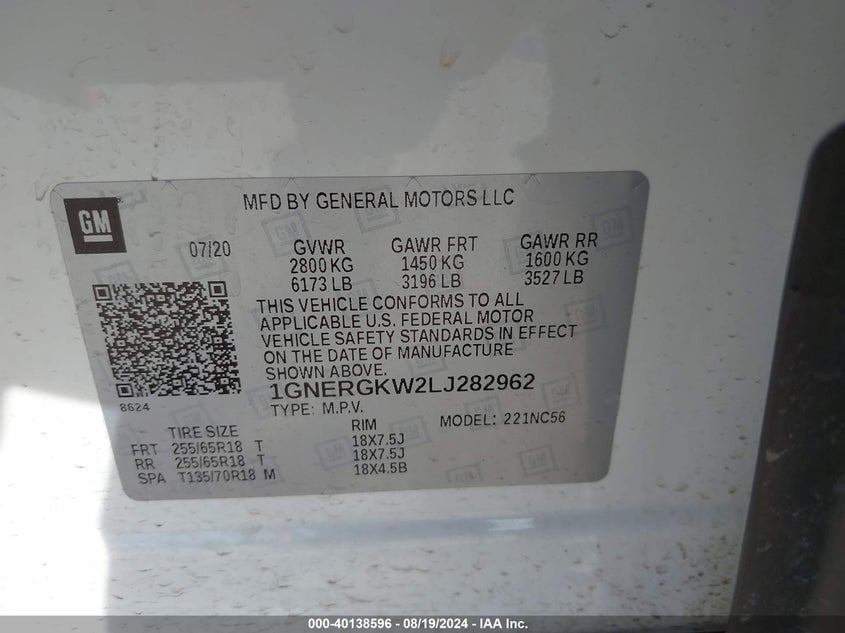 GM
MFD BY GENERAL MOTORS LLC
07/20
GVWR
2800 KG
6173 LB
GAWR FRT
1450 KG
3196 LB
GAWR RR
1600 KG
3527 LB
THIS VEHICLE CONFORMS TO ALL
APPLICABLE U.S. FEDERAL MOTOR
VEHICLE SAFETY STANDARDS IN EFFECT
ON THE DATE OF MANUFACTURE
SHOWN ABOVE.
1GNERGKW2LJ282962
8624
TYPE: M.P.V.
MODEL: 221NC56
TIRE SIZE RIM
FRT 255/65R18 T 18X7.5J
RR 255/65R18 T 18X7.5J
SPA T135/70R18 M 18X4.5B
000-40138596 - 08/19/2024 - IAA Inc.